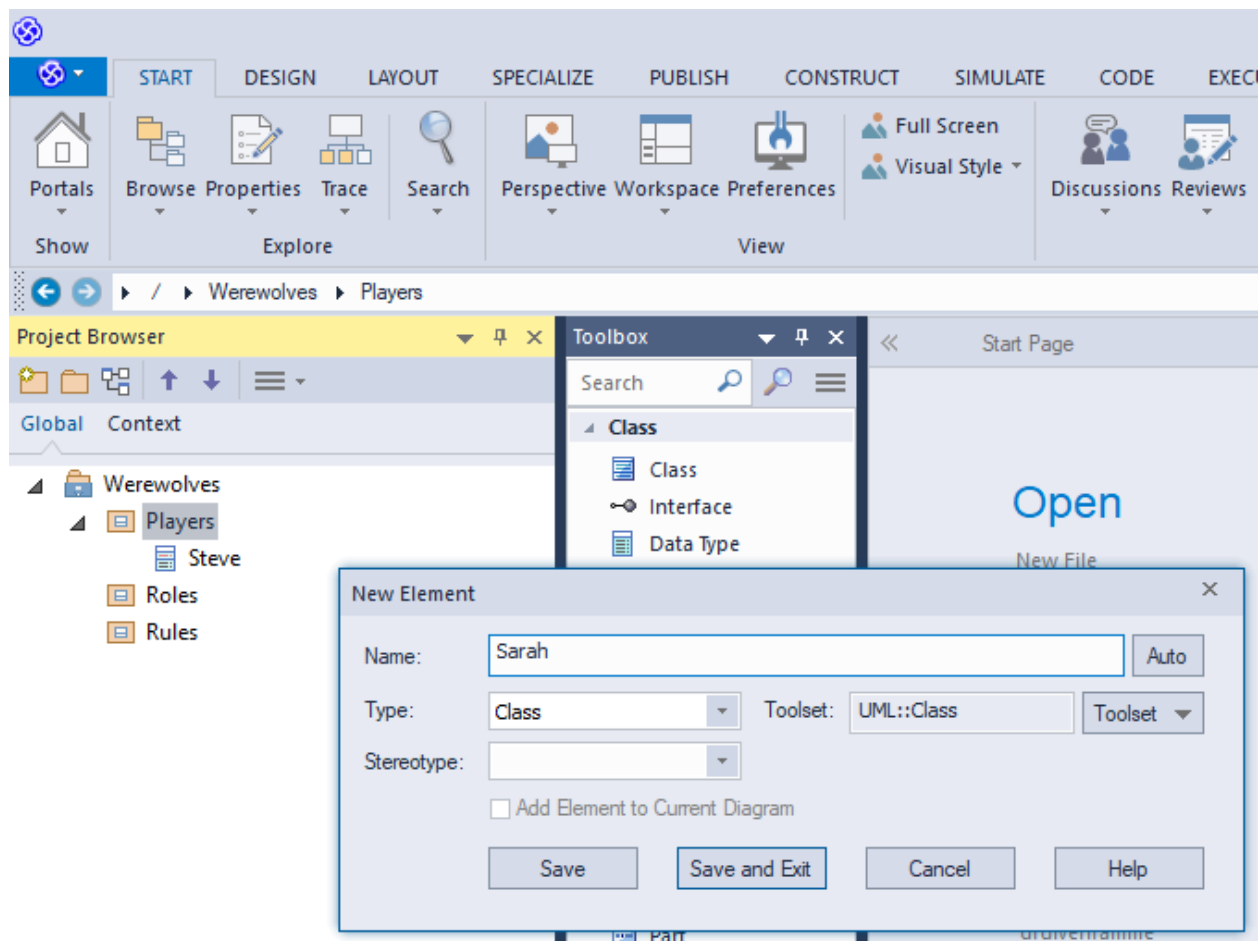 START DESIGN LAYOUT SPECIALIZE PUBLISH CONSTRUCT SIMULATE CODE EXECU
Full Screen
Visual Style
Portals Browse Properties Trace Search Perspective Workspace Preferences Discussions Reviews
Show Explore View
/ Werewolves Players
Project Browser
Toolbox
Start Page
Search
Global Context
Class
Class
Interface
Data Type
Werewolves
Players
Steve
Roles
Rules
Open
New File
New Element
Name: Sarah Auto
Type: Class Toolset: UML::Class Toolset
Stereotype:
Add Element to Current Diagram
Save Save and Exit Cancel Help
Part